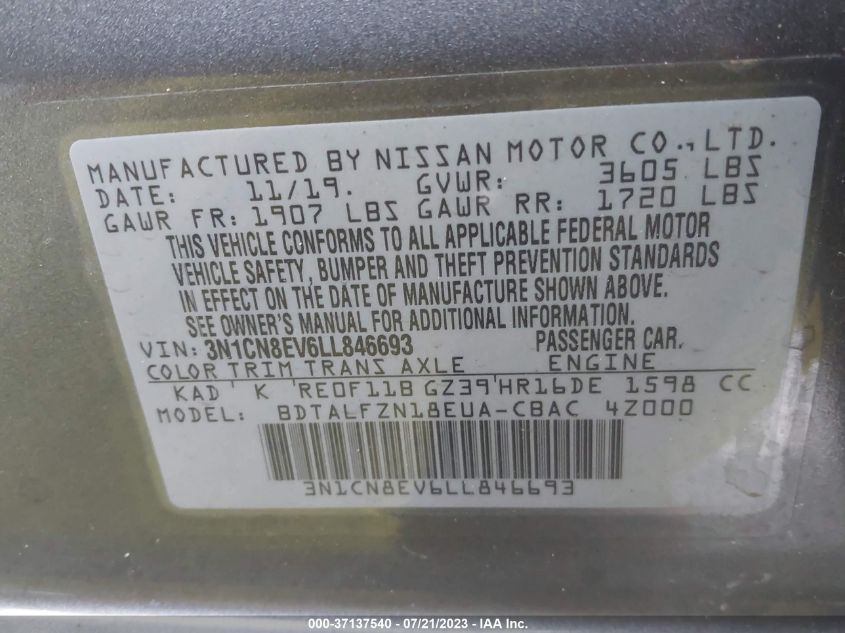 MANUFACTURED BY NISSAN MOTOR CO., LTD.
DATE: 11/19. GVWR: 3605 LBS
GAWR FR: 1907 LBS GAWR RR: 1720 LBS
THIS VEHICLE CONFORMS TO ALL APPLICABLE FEDERAL MOTOR
VEHICLE SAFETY, BUMPER AND THEFT PREVENTION STANDARDS
IN EFFECT ON THE DATE OF MANUFACTURE SHOWN ABOVE.
SEE OWNER'S MANUAL FOR ADDITIONAL INFORMATION.
VIN: 3N1CN8EV6LL846693 PASSENGER CAR.
COLOR TRIM TRANS AXLE ENGINE
KAD K RE0F11B GZ39 HR16DE 1598 CC
MODEL: BDTALFZN18EUA-CBAC 4Z000
3N1CN8EV6LL846693
000-37137540 - 07/21/2023 - IAA Inc.